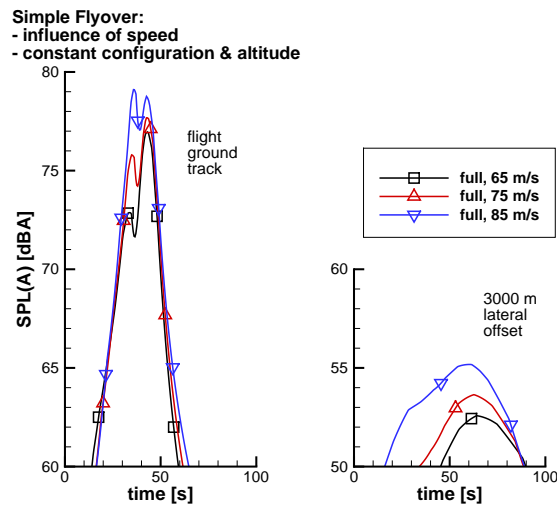 Simple Flyover:
- influence of speed
- constant configuration & altitude
80
75
70
65
60
SPL(A) [dBA]
flight
ground
track
0
50
100
time [s]
full, 65 m/s
full, 75 m/s
full, 85 m/s
60
55
50
3000 m
lateral
offset
0
50
100
time [s]